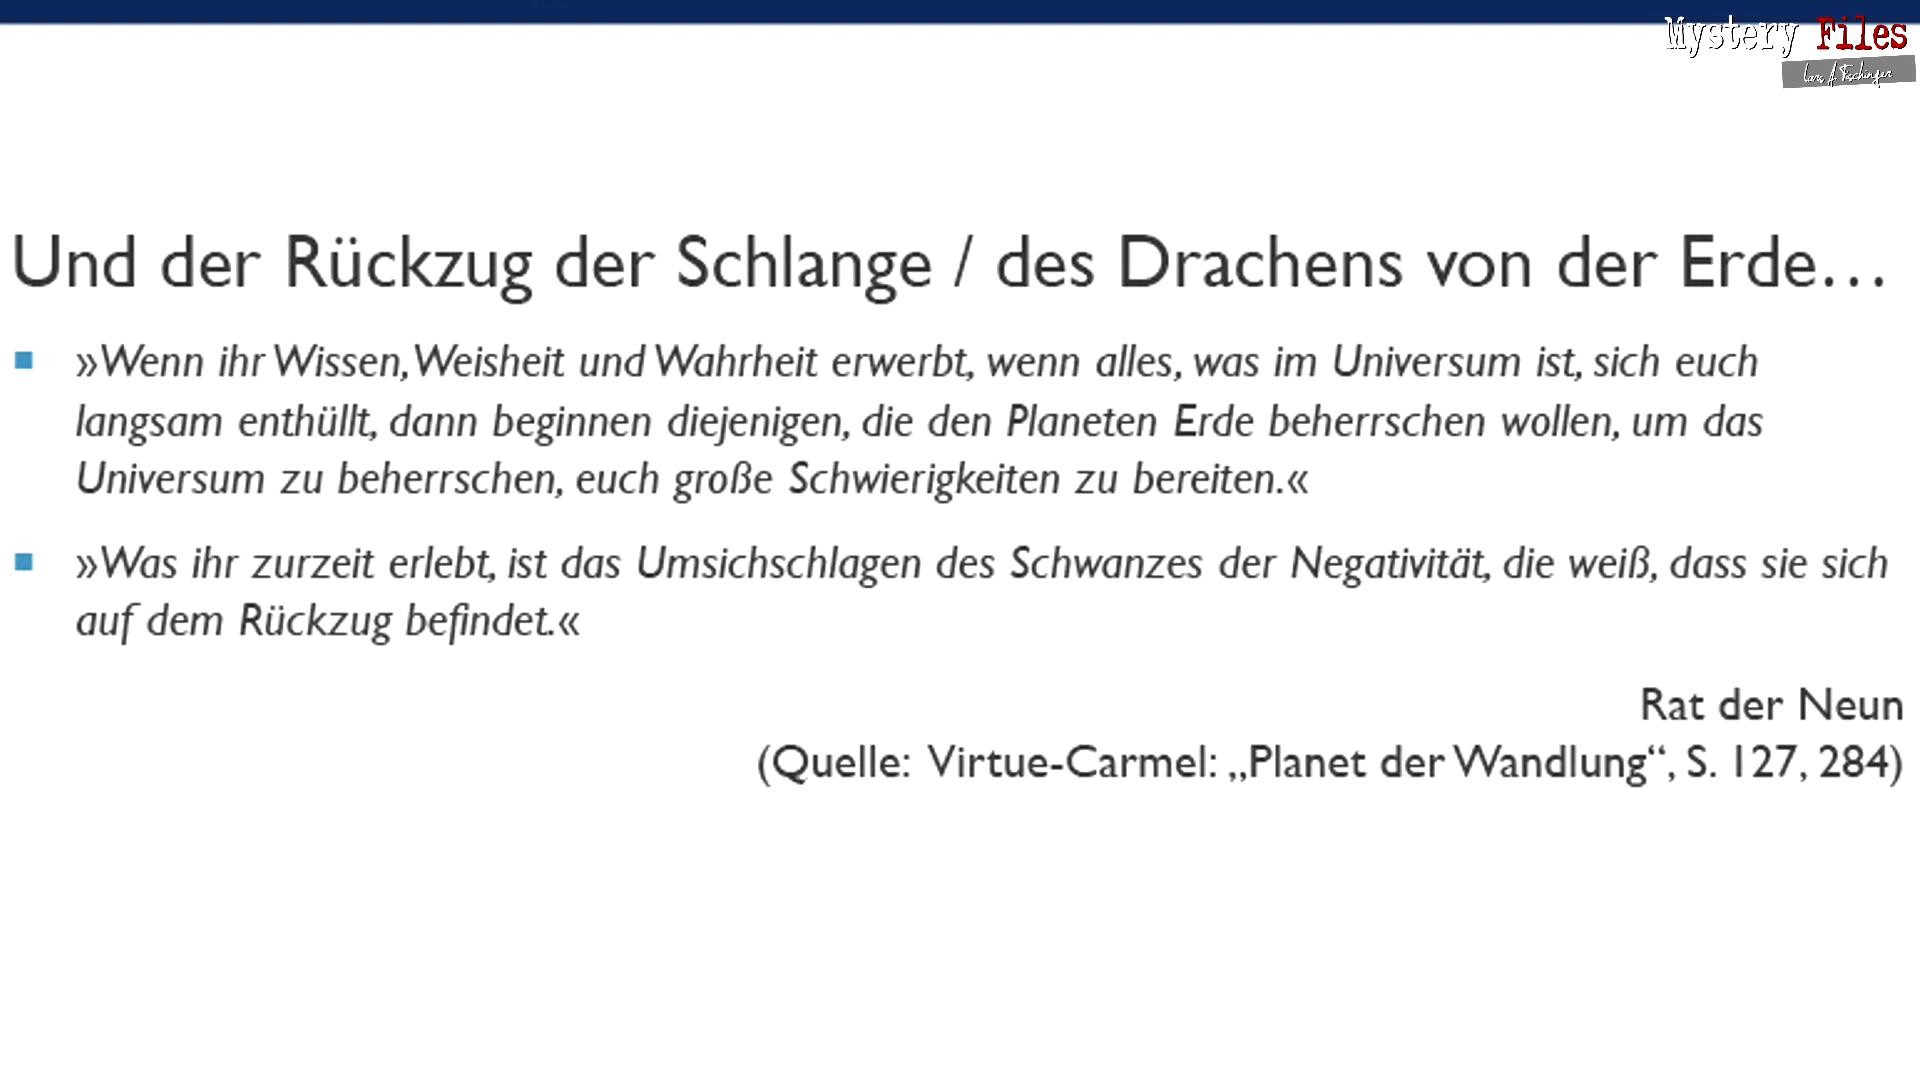 Mystery Files
Lars A. Fischinger
Und der Rückzug der Schlange / des Drachens von der Erde…
»Wenn ihr Wissen, Weisheit und Wahrheit erwerbt, wenn alles, was im Universum ist, sich euch
langsam enthüllt, dann beginnen diejenigen, die den Planeten Erde beherrschen wollen, um das
Universum zu beherrschen, euch große Schwierigkeiten zu bereiten.«
»Was ihr zurzeit erlebt, ist das Umsichschlagen des Schwanzes der Negativität, die weiß, dass sie sich
auf dem Rückzug befindet.«
Rat der Neun
(Quelle: Virtue-Carmel: „Planet der Wandlung“, S. 127, 284)